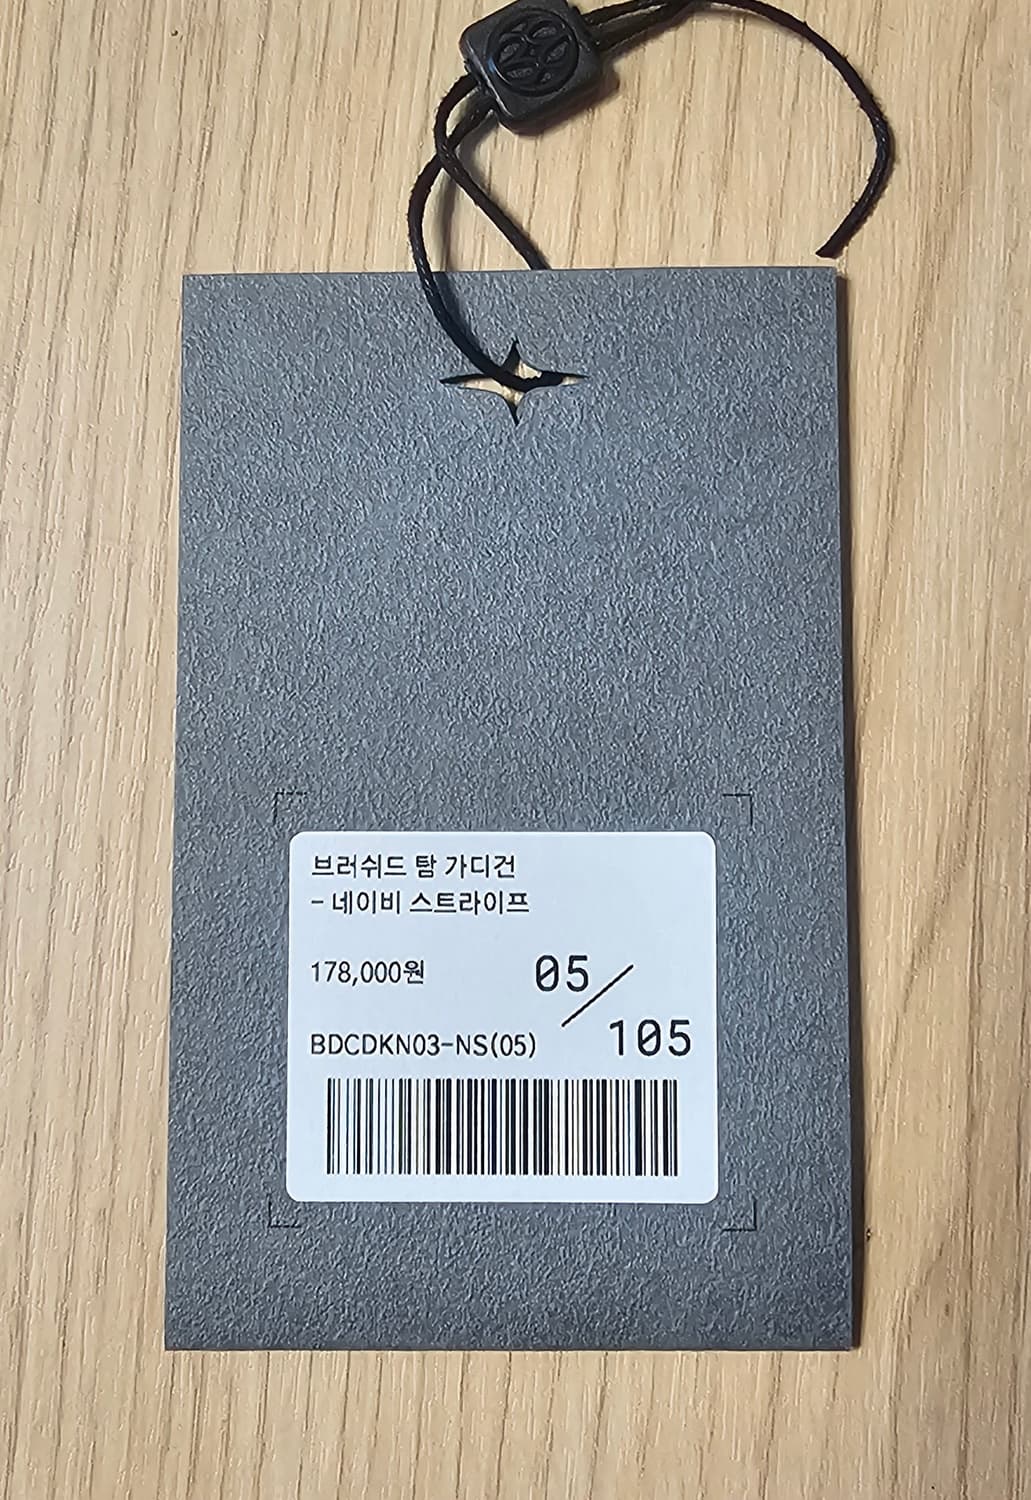 브러쉬드 탐 가디건
- 네이비 스트라이프
178,000원
05/105
BDCDKN03-NS(05)